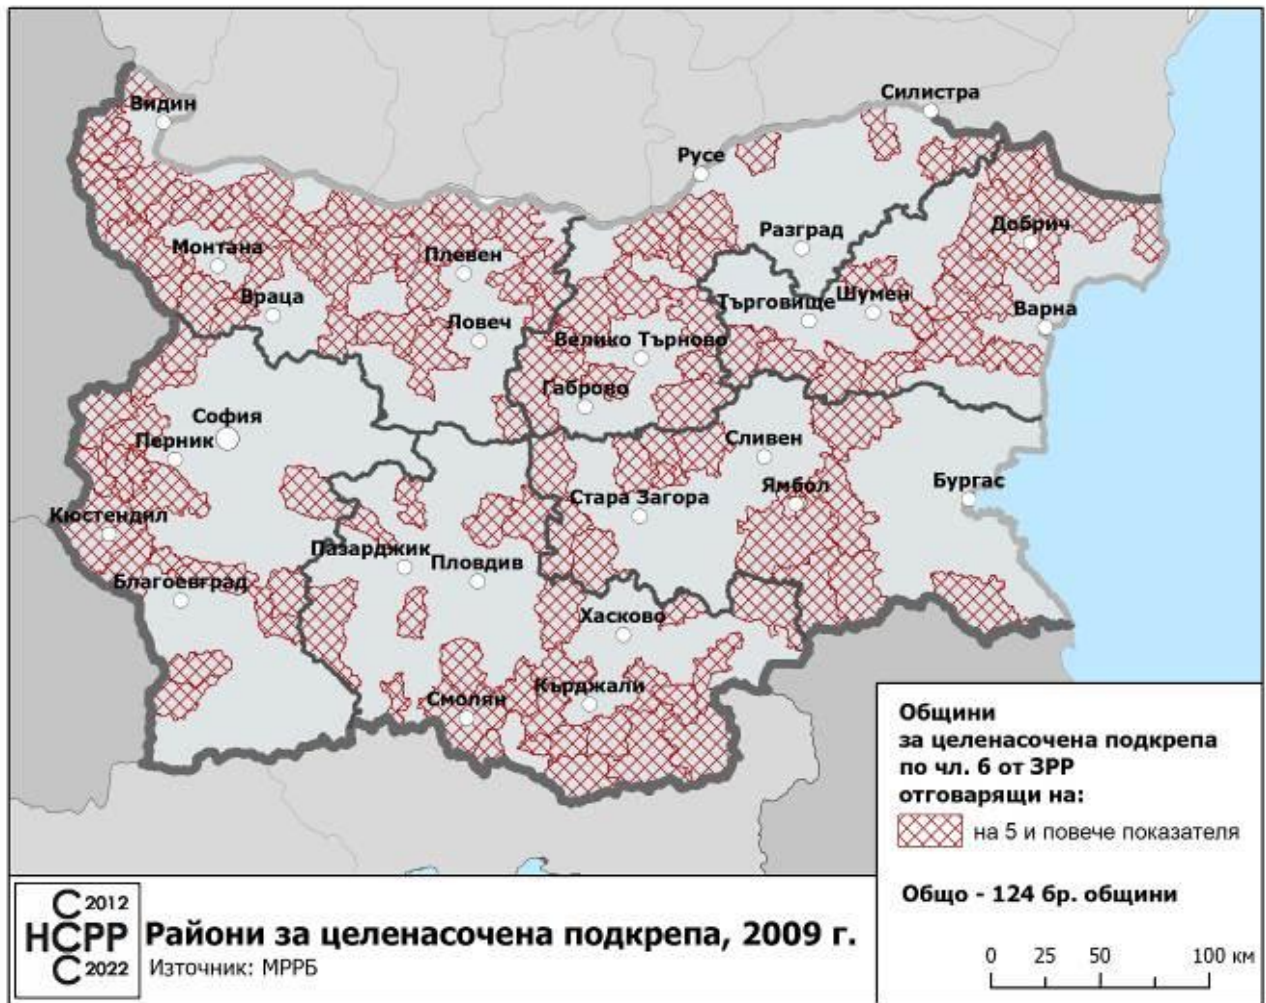 Силистра
Видин
Русе
Добрич
Разград
Монтана
Плевен
Търговище
Шумен
Враца
Варна
Ловеч
Велико Търново
Габрово
София
Перник
Сливен
Ямбол
Бургас
Стара Загора
Кюстендил
Пазарджик
Пловдив
Благоевград
Хасково
Кърджали
Смолян
Общини
за целенасочена подкрепа
по чл. 6 от ЗРР
отговарящи на:
на 5 и повече показателя
Общо - 124 бр. общини
0 25 50 100 км
С 2012
НСРР
С 2022
Райони за целенасочена подкрепа, 2009 г.
Източник: МРРБ